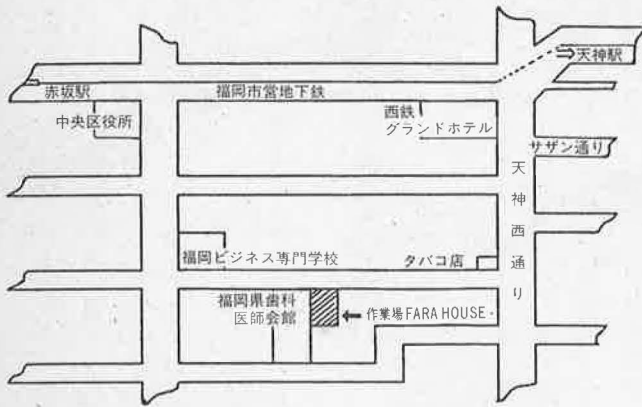 天神駅
赤坂駅
福岡市営地下鉄
中央区役所
西鉄
グランドホテル
サザン通り
天神西通り
福岡ビジネス専門学校
タバコ店
福岡県歯科
医師会館
作業場FARA HOUSE